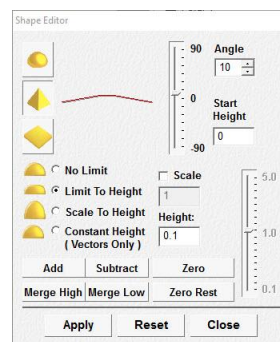 Shape Editor
90
Angle
10
0
Start
Height
0
-90
No Limit
Scale
5.0
Limit To Height
1
Scale To Height
Height:
1.0
Constant Height
( Vectors Only )
0.1
0.1
Add Subtract Zero
Merge High Merge Low Zero Rest
Apply Reset Close